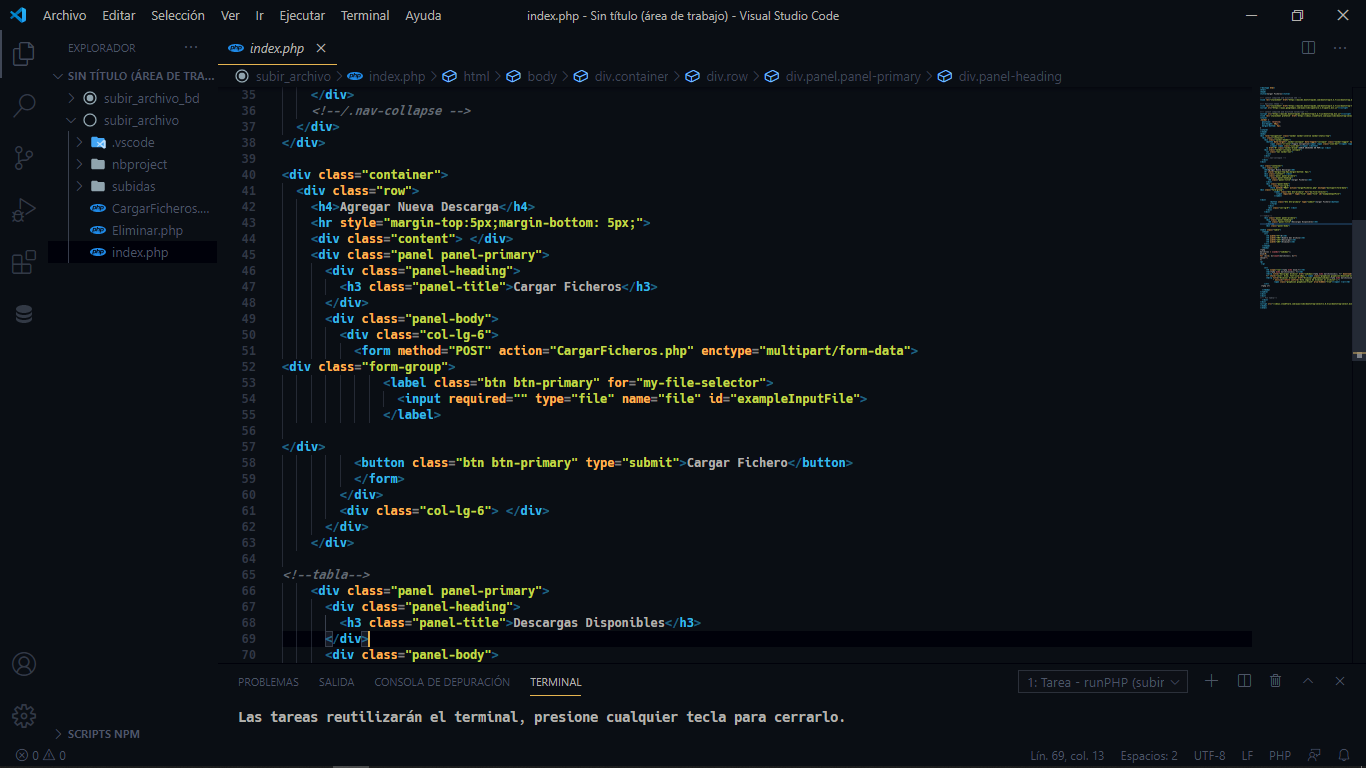 Archivo Editar Selección Ver Ir Ejecutar Terminal Ayuda index.php - Sin título (área de trabajo) - Visual Studio Code
EXPLORADOR ···
index.php
SIN TÍTULO (ÁREA DE TRA...
subir_archivo_bd
subir_archivo
.vscode
nbproject
subidas
CargarFicheros....
Eliminar.php
index.php
SCRIPTS NPM
subir_archivo > index.php > html > body > div.container > div.row > div.panel.panel-primary > div.panel-heading
35 </div>
36 <!--/.nav-collapse -->
37 </div>
38 </div>
39
40 <div class="container">
41 <div class="row">
42 <h4>Agregar Nueva Descarga</h4>
43 <hr style="margin-top:5px;margin-bottom: 5px;">
44 <div class="content"> </div>
45 <div class="panel panel-primary">
46 <div class="panel-heading">
47 <h3 class="panel-title">Cargar Ficheros</h3>
48 </div>
49 <div class="panel-body">
50 <div class="col-lg-6">
51 <form method="POST" action="CargarFicheros.php" enctype="multipart/form-data">
52 <div class="form-group">
53 <label class="btn btn-primary" for="my-file-selector">
54 <input required="" type="file" name="file" id="exampleInputFile">
55 </label>
56
57 </div>
58 <button class="btn btn-primary" type="submit">Cargar Fichero</button>
59 </form>
60 </div>
61 <div class="col-lg-6"> </div>
62 </div>
63 </div>
64
65 <!--tabla-->
66 <div class="panel panel-primary">
67 <div class="panel-heading">
68 <h3 class="panel-title">Descargas Disponibles</h3>
69 </div>
70 <div class="panel-body">
PROBLEMAS SALIDA CONSOLA DE DEPURACIÓN TERMINAL 1: Tarea - runPHP (subir
Las tareas reutilizarán el terminal, presione cualquier tecla para cerrarlo.
0 0 Lín. 69, col. 13 Espacios: 2 UTF-8 LF PHP